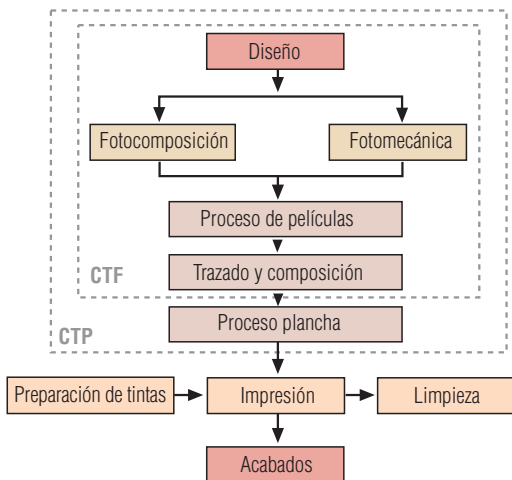 Diseño
Fotocomposición
Fotomecánica
Proceso de películas
Trazado y composición
CTF
Proceso plancha
CTP
Preparación de tintas
Impresión
Limpieza
Acabados